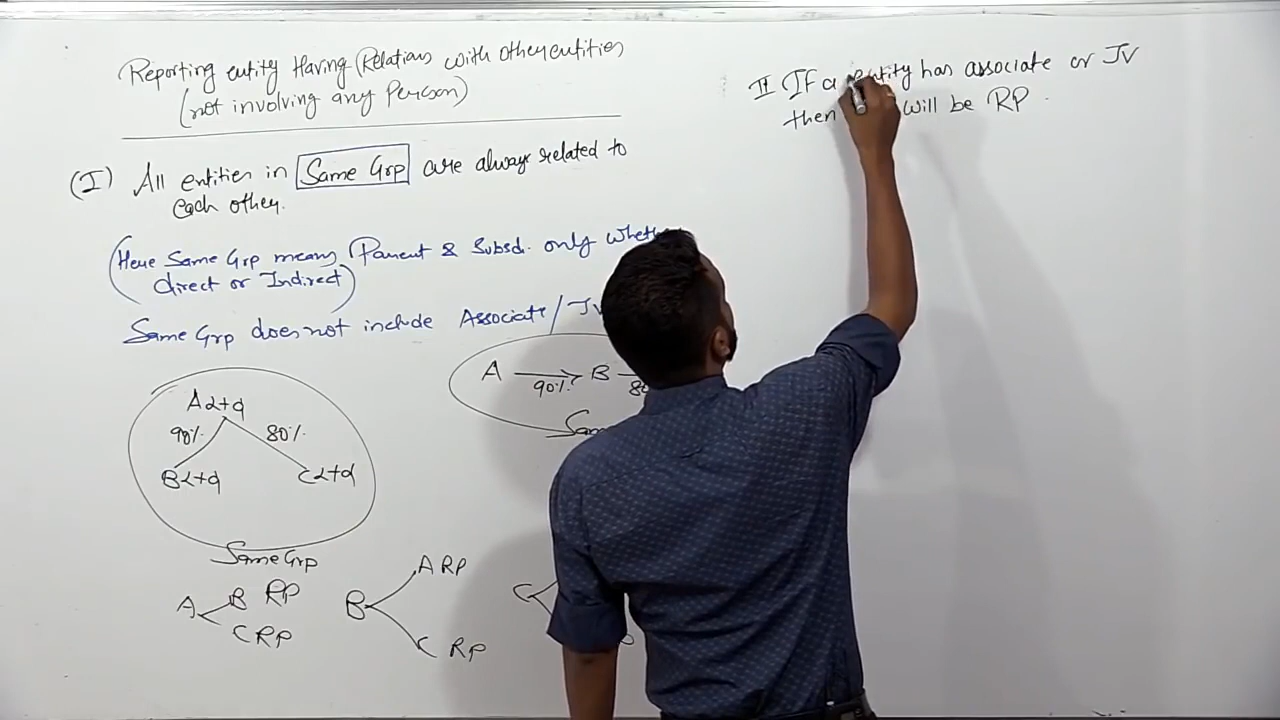 Reporting entity Having Relations with other entities
(not involving any Person)
(I) All entities in Same Grp are always related to
each other.
(Here Same Grp means Parent & Subsd. only
direct or Indirect)
Same Grp does not include Associate/JV
A Ltd
90% 80%
B Ltd C Ltd
Same Grp
A 90% B
A B RP
C RP
B A RP
C RP
C
II If a entity has associate or JV
then will be RP.